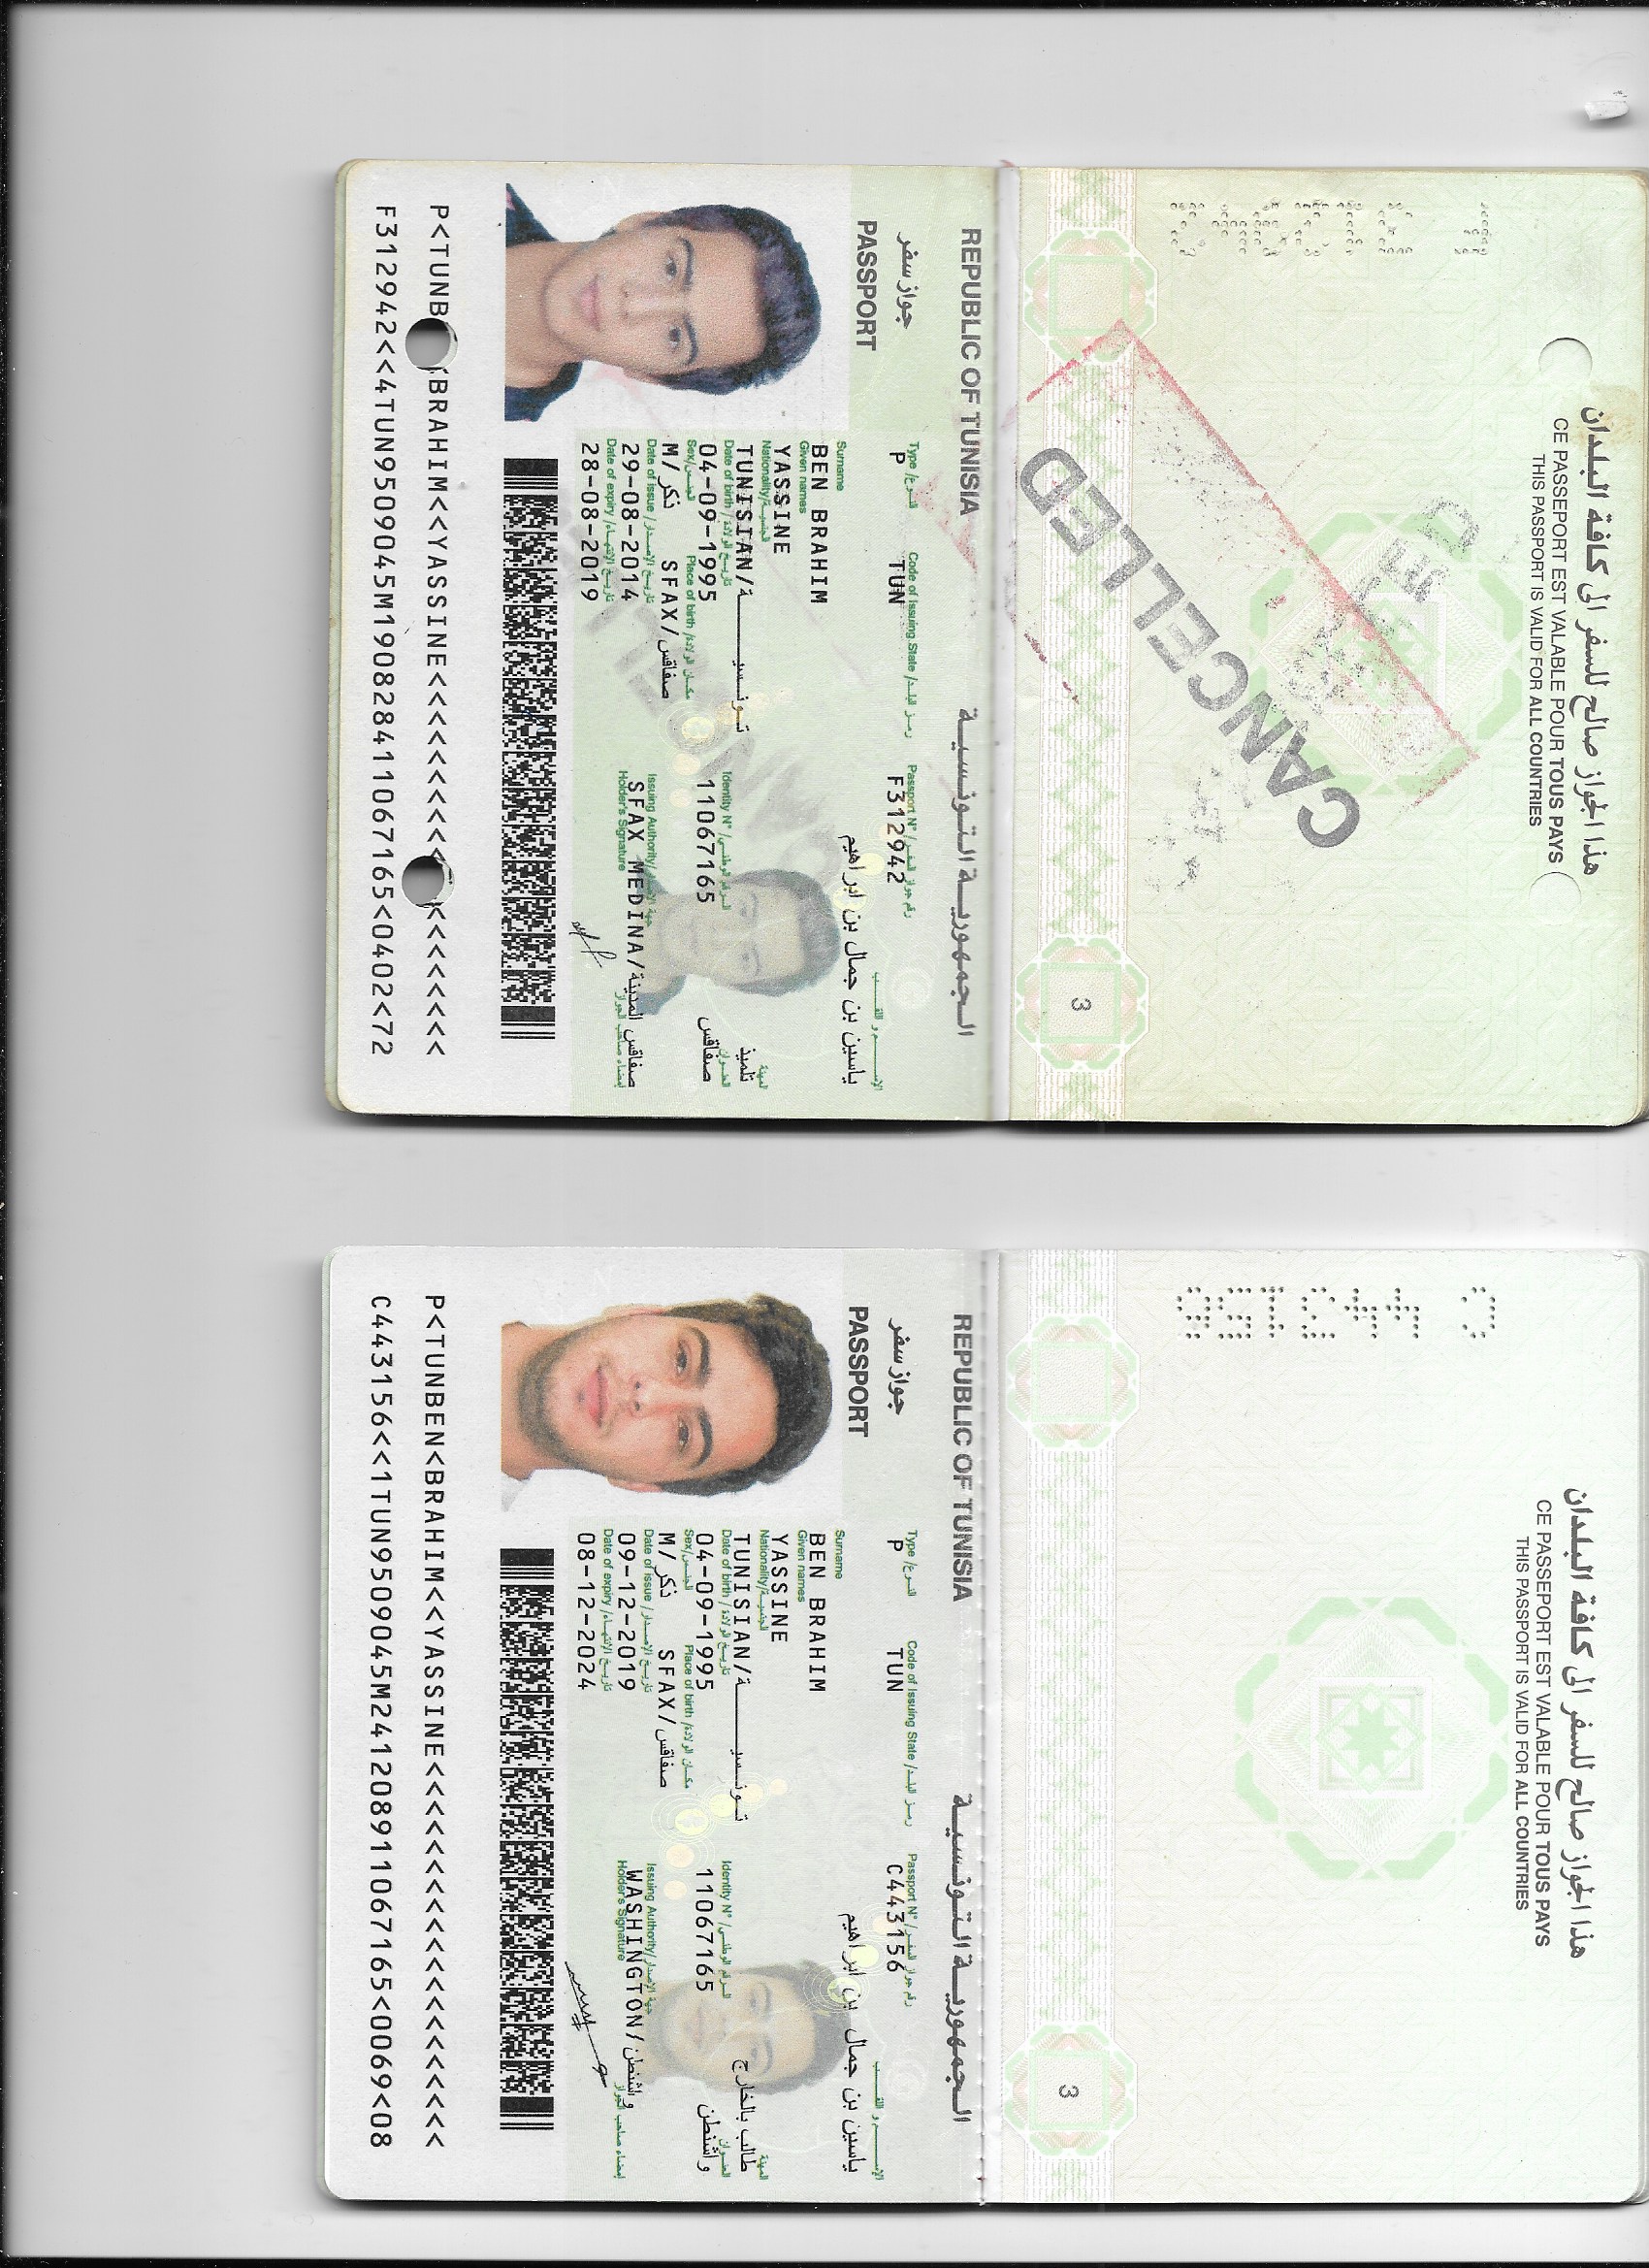 هذا الجواز صالح للسفر الى كافة البلدان
CE PASSEPORT EST VALABLE POUR TOUS PAYS
THIS PASSPORT IS VALID FOR ALL COUNTRIES
CANCELLED
3
REPUBLIC OF TUNISIA الجمهورية التونسية
جواز سفر
PASSPORT
Type / النوع Code of Issuing State / رمز البلد Passport N° / رقم جواز السفر
P TUN F312942
الإسم و اللقب
Surname
ياسين بن جمال بن ابراهيم
BEN BRAHIM
Given names
YASSINE
Nationality/الجنسية المهنة
TUNISIAN/تونسية تلميذ
Date of birth / تاريخ الولادة Identity N° / الرقم الوطني العنوان
04-09-1995 11067165 صفاقس
Sex/الجنس Place of birth / مكان الولادة
M/ذكر SFAX/صفاقس
Date of issue / تاريخ الإصدار Issuing Authority/جهة الإصدار
29-08-2014 SFAX MEDINA/صفاقس المدينة
Date of expiry / تاريخ الإنتهاء Holder's Signature إمضاء صاحب الجواز
28-08-2019
P<TUNB BRAHIM<<YASSINE<<<<<<<<<<<<<<<<<<<<
F312942<<4TUN9509045M190828411067165<0402<72
هذا الجواز صالح للسفر الى كافة البلدان
CE PASSEPORT EST VALABLE POUR TOUS PAYS
THIS PASSPORT IS VALID FOR ALL COUNTRIES
C 443156
3
REPUBLIC OF TUNISIA الجمهورية التونسية
جواز سفر
PASSPORT
Type / النوع Code of Issuing State / رمز البلد Passport N° / رقم جواز السفر
P TUN C443156
الإسم و اللقب
Surname
ياسين بن جمال بن ابراهيم
BEN BRAHIM
Given names
YASSINE
Nationality/الجنسية المهنة
TUNISIAN/تونسية طالب بالخارج
Date of birth / تاريخ الولادة Identity N° / الرقم الوطني العنوان
04-09-1995 11067165 واشنطن
Sex/الجنس Place of birth / مكان الولادة
M/ذكر SFAX/صفاقس
Date of issue / تاريخ الإصدار Issuing Authority/جهة الإصدار
09-12-2019 WASHINGTON/واشنطن
Date of expiry / تاريخ الإنتهاء Holder's Signature إمضاء صاحب الجواز
08-12-2024
P<TUNBEN<BRAHIM<<YASSINE<<<<<<<<<<<<<<<<<<<<
C443156<<1TUN9509045M241208911067165<0069<08